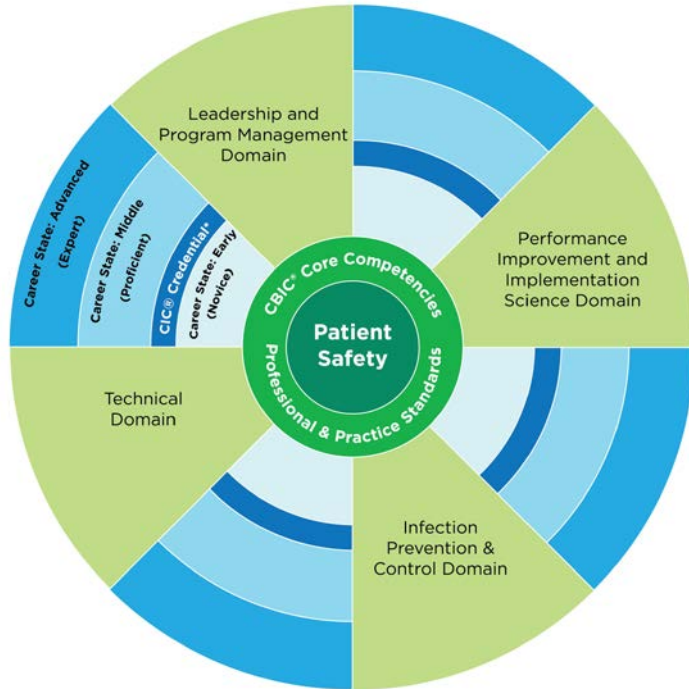 Leadership and
Program Management
Domain
Performance
Improvement and
Implementation
Science Domain
Infection
Prevention &
Control Domain
Technical
Domain
Career State: Advanced
(Expert)
Career State: Middle
(Proficient)
CIC® Credential*
Career State: Early
(Novice)
CBIC® Core Competencies
Patient
Safety
Professional & Practice Standards